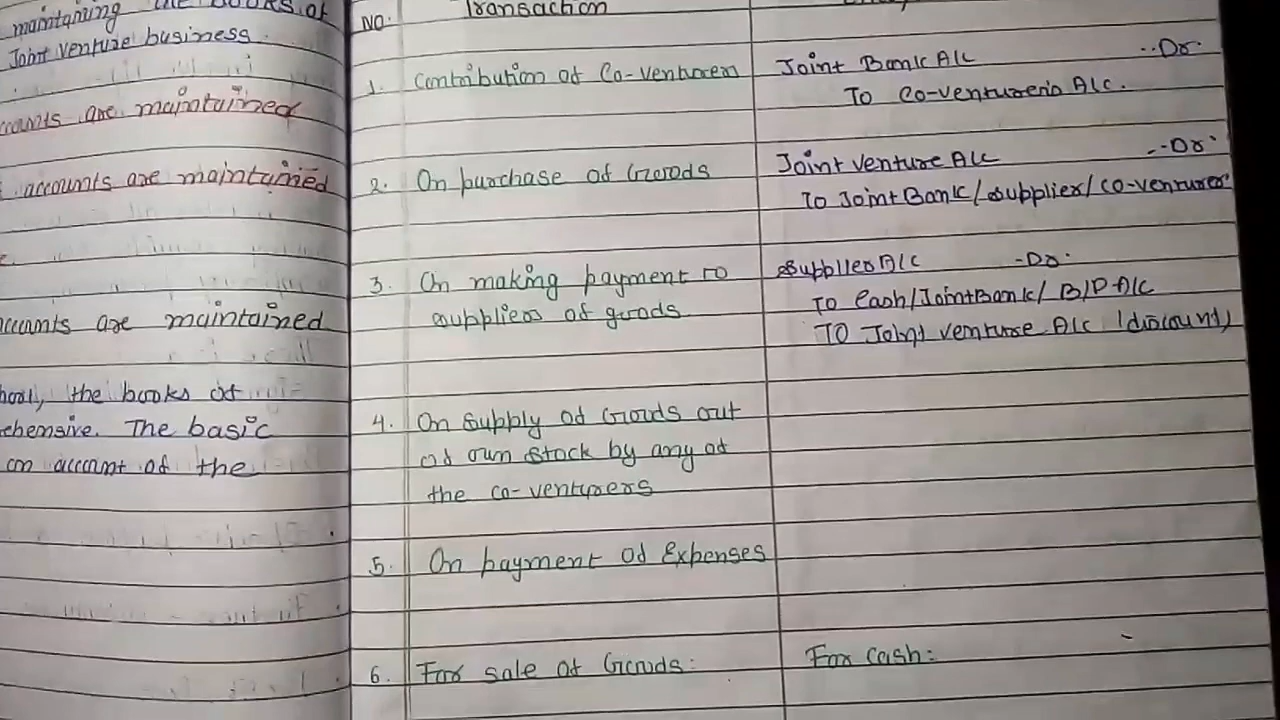 maintaining the books of
Joint venture business.
accounts are maintained
accounts are maintained
accounts are maintained
the books of
The basic
on account of the
NO. Transaction
1. Contribution of Co-venturers Joint Bank A/c --Dr.
To Co-venturer's A/c.
2. On purchase of Goods Joint venture A/c --Dr.
To Joint Bank/supplier/co-venturer
3. On making payment to Supplier A/c -Dr.
suppliers of goods To Cash/Joint Bank/ B/P A/c
TO Joint venture A/c (discount)
4. On supply of Goods out
of own stock by any of
the co-venturers
5. On payment of Expenses
6. For sale of Goods: For cash: